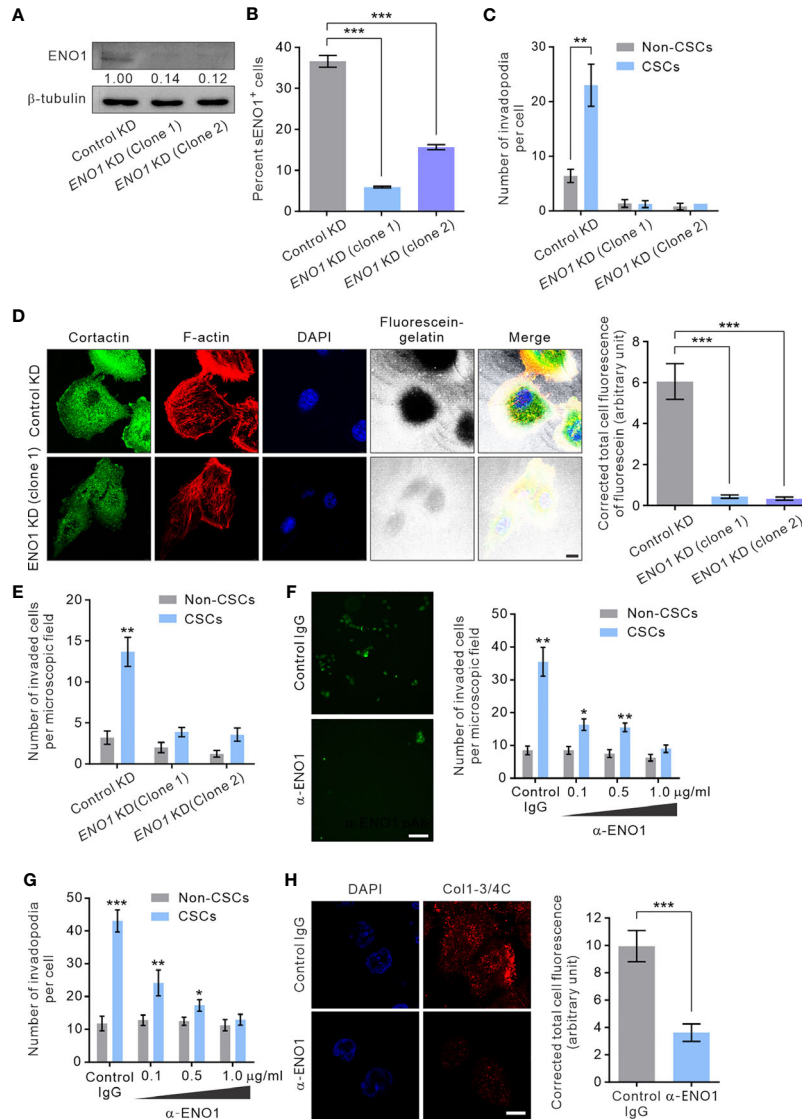 A
ENO1
1.00 0.14 0.12
β-tubulin
Control KD
ENO1 KD (Clone 1)
ENO1 KD (Clone 2)
B
Percent sENO1+ cells
40
30
20
10
0
***
***
Control KD
ENO1 KD (clone 1)
ENO1 KD (clone 2)
C
Number of invadopodia
per cell
30
20
10
0
**
Non-CSCs
CSCs
Control KD
ENO1 KD (Clone 1)
ENO1 KD (Clone 2)
D
Cortactin F-actin DAPI Fluorescein-
gelatin Merge
Control KD
ENO1 KD (clone 1)
Corrected total cell fluorescence
of fluorescein (arbitrary unit)
8
6
4
2
0
***
***
Control KD
ENO1 KD (clone 1)
ENO1 KD (clone 2)
E
Number of invaded cells
per microscopic field
20
15
10
5
0
Non-CSCs
CSCs
**
Control KD
ENO1 KD(Clone 1)
ENO1 KD(Clone 2)
F
Control IgG
α-ENO1
Number of invaded cells
per microscopic field
50
40
30
20
10
0
Non-CSCs
CSCs
**
*
**
Control
IgG
0.1 0.5 1.0 μg/ml
α-ENO1
G
Number of invadopodia
per cell
50
40
30
20
10
0
Non-CSCs
CSCs
***
**
*
Control
IgG
0.1 0.5 1.0 μg/ml
α-ENO1
H
DAPI Col1-3/4C
Control IgG
α-ENO1
Corrected total cell fluorescence
(arbitrary unit)
12
10
8
6
4
2
0
***
Control
IgG
α-ENO1